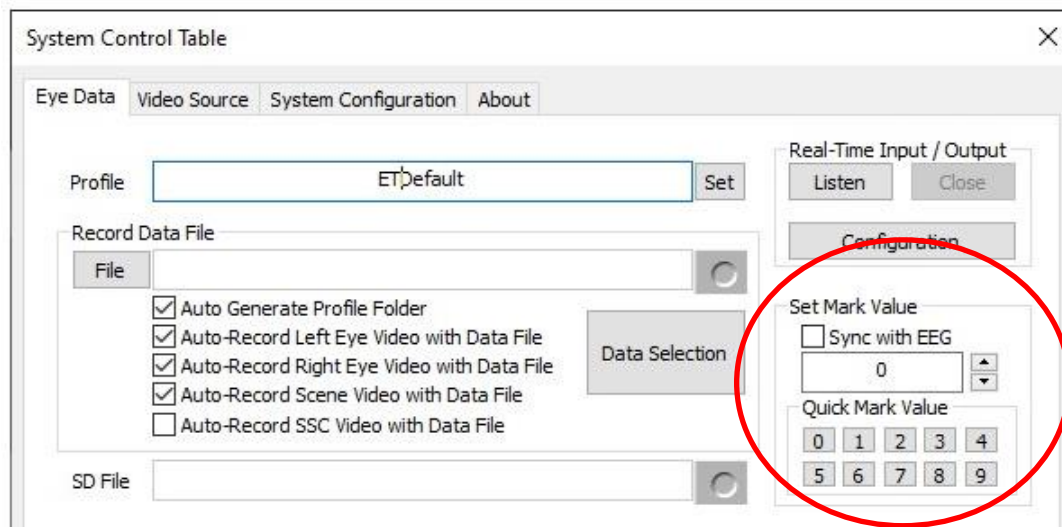 System Control Table
Eye Data Video Source System Configuration About
Profile ETDefault Set
Record Data File
File
Auto Generate Profile Folder
Auto-Record Left Eye Video with Data File
Auto-Record Right Eye Video with Data File
Auto-Record Scene Video with Data File
Auto-Record SSC Video with Data File
Data Selection
SD File
Real-Time Input / Output
Listen Close
Configuration
Set Mark Value
Sync with EEG
0
Quick Mark Value
0 1 2 3 4
5 6 7 8 9